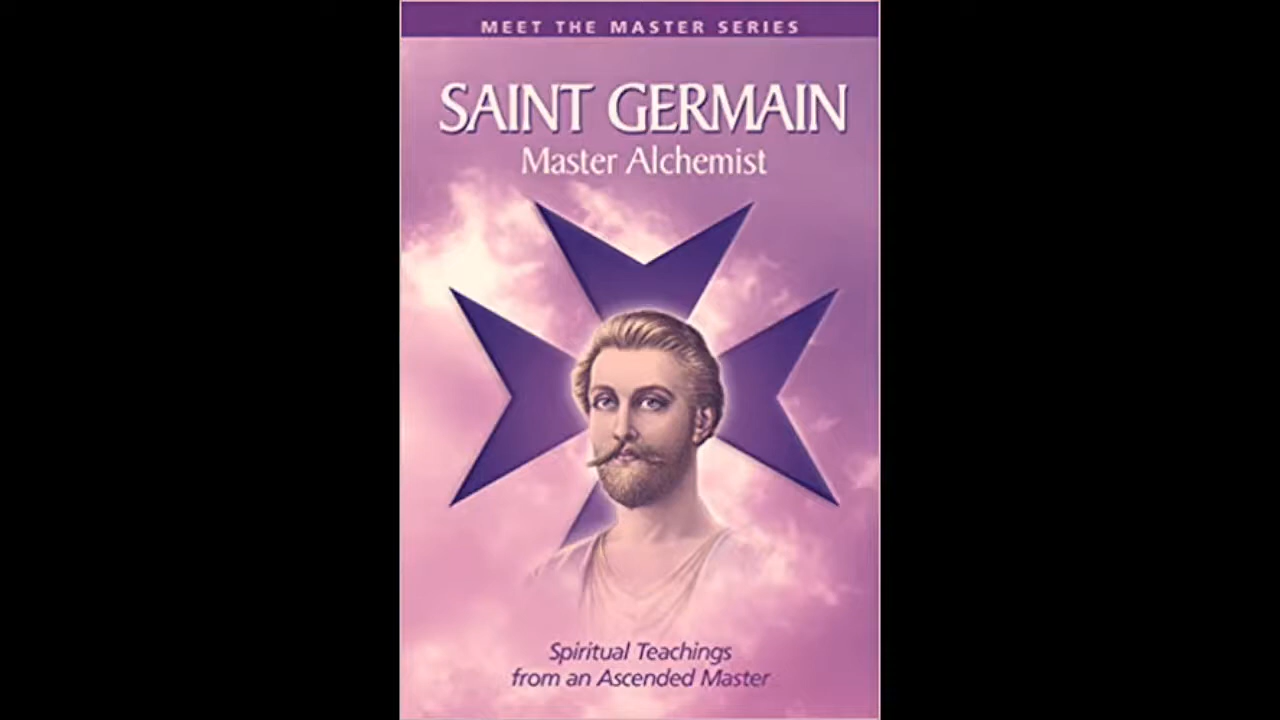 MEET THE MASTER SERIES
SAINT GERMAIN
Master Alchemist
Spiritual Teachings
from an Ascended Master